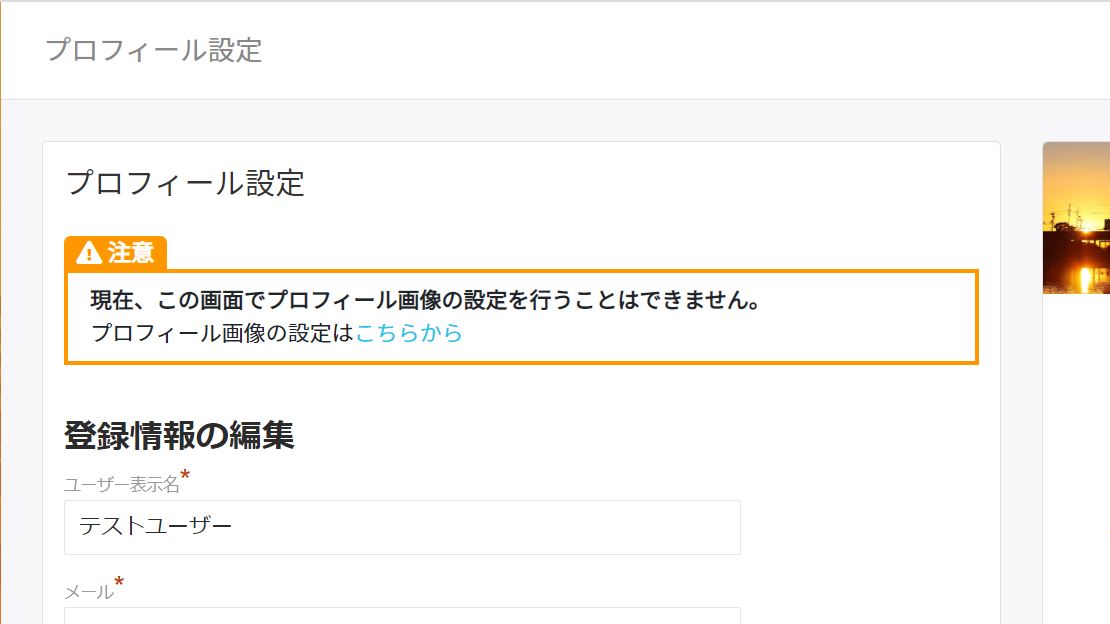 プロフィール設定
プロフィール設定
注意
現在、この画面でプロフィール画像の設定を行うことはできません。
プロフィール画像の設定はこちらから
登録情報の編集
ユーザー表示名*
テストユーザー
メール*